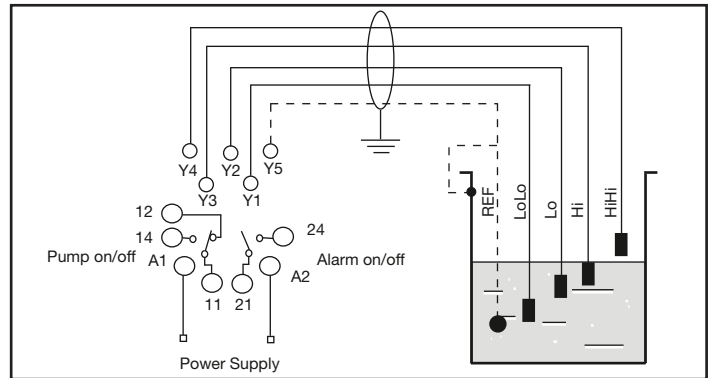 Y4
Y3
Y2
Y1
Y5
12
14
Pump on/off
A1
11
21
24
Alarm on/off
A2
Power Supply
REF
LoLo
Lo
Hi
HiHi